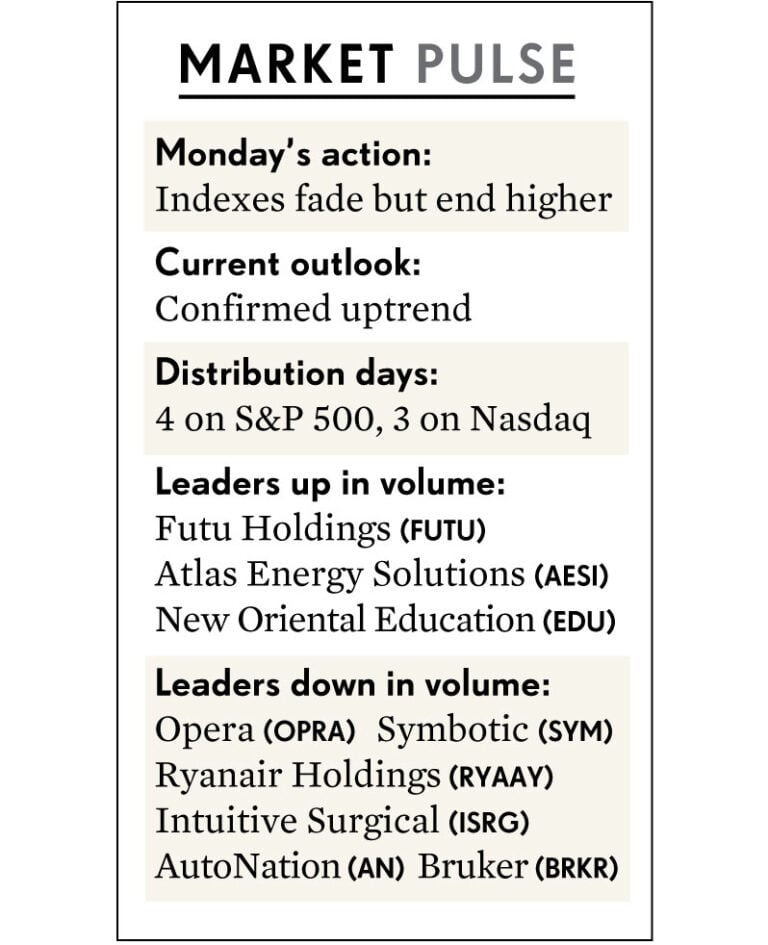 MARKET PULSE
Monday's action:
Indexes fade but end higher
Current outlook:
Confirmed uptrend
Distribution days:
4 on S&P 500, 3 on Nasdaq
Leaders up in volume:
Futu Holdings (FUTU)
Atlas Energy Solutions (AESI)
New Oriental Education (EDU)
Leaders down in volume:
Opera (OPRA) Symbotic (SYM)
Ryanair Holdings (RYAAY)
Intuitive Surgical (ISRG)
AutoNation (AN) Bruker (BRKR)